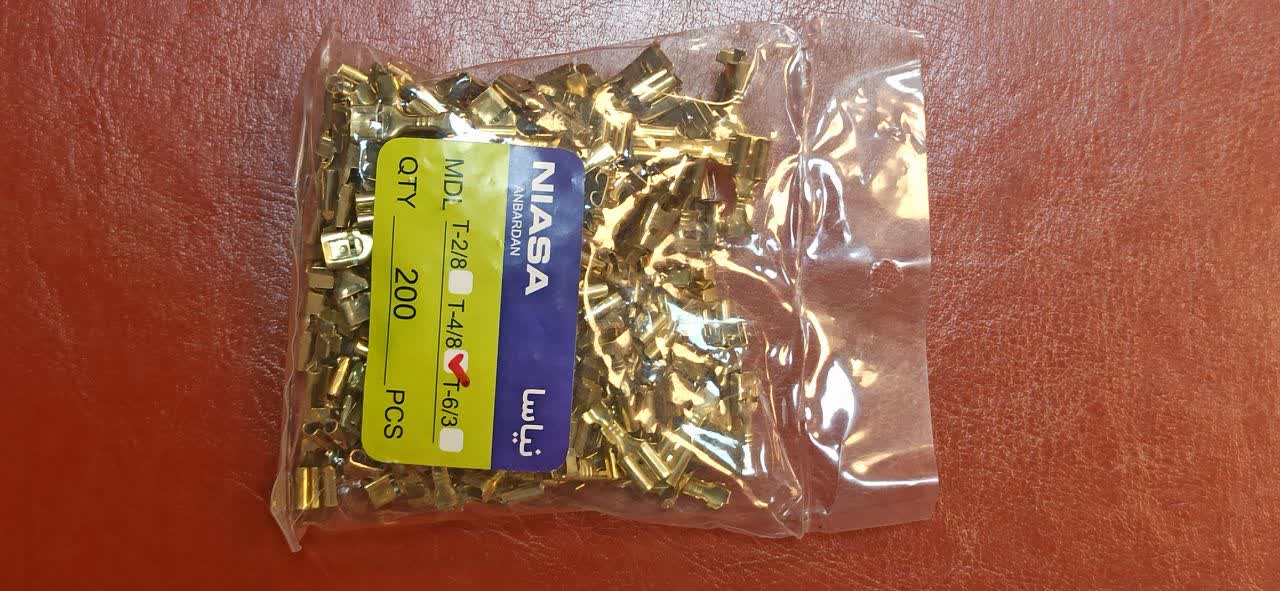 NIASA نیاسا
ANBARDAN
MDL T-2/8 T-4/8 T-6/3
QTY 200 PCS